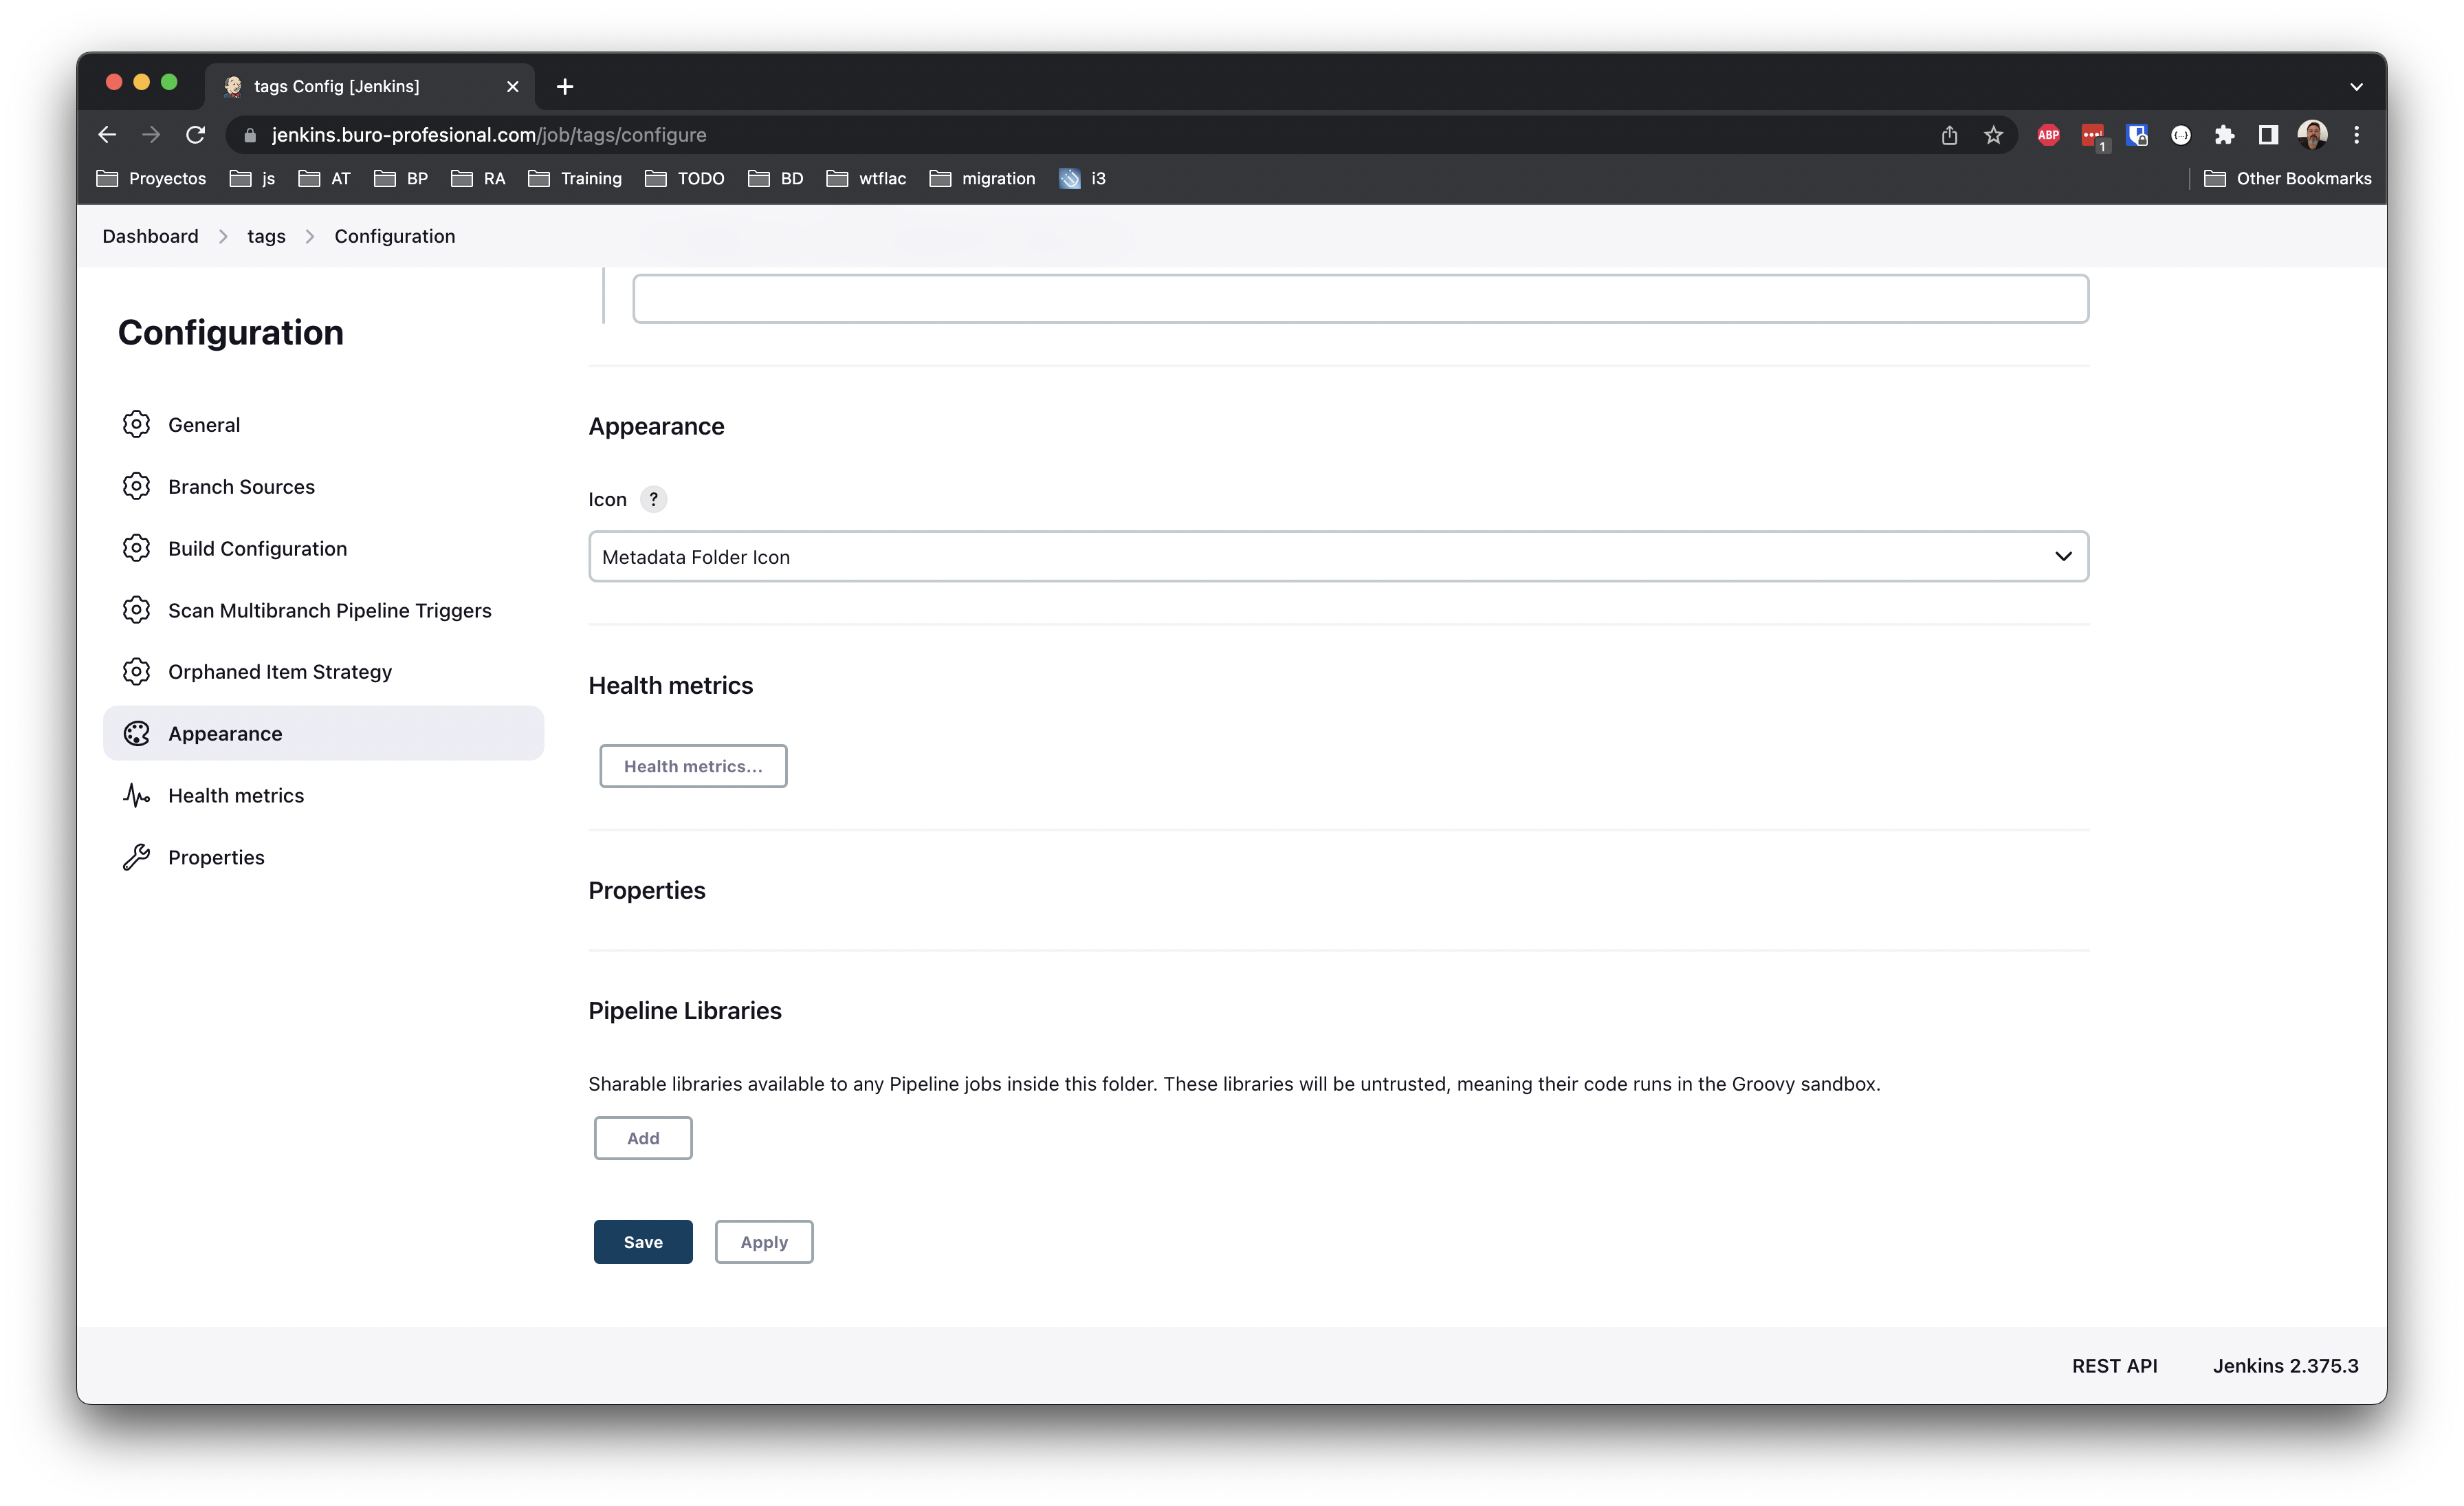 tags Config [Jenkins]
jenkins.buro-profesional.com/job/tags/configure
ABP
1
Proyectos js AT BP RA Training TODO BD wtflac migration i3 Other Bookmarks
Dashboard tags Configuration
Configuration
General
Branch Sources
Build Configuration
Scan Multibranch Pipeline Triggers
Orphaned Item Strategy
Appearance
Health metrics
Properties
Appearance
Icon ?
Metadata Folder Icon
Health metrics
Health metrics...
Properties
Pipeline Libraries
Sharable libraries available to any Pipeline jobs inside this folder. These libraries will be untrusted, meaning their code runs in the Groovy sandbox.
Add
Save Apply
REST API Jenkins 2.375.3